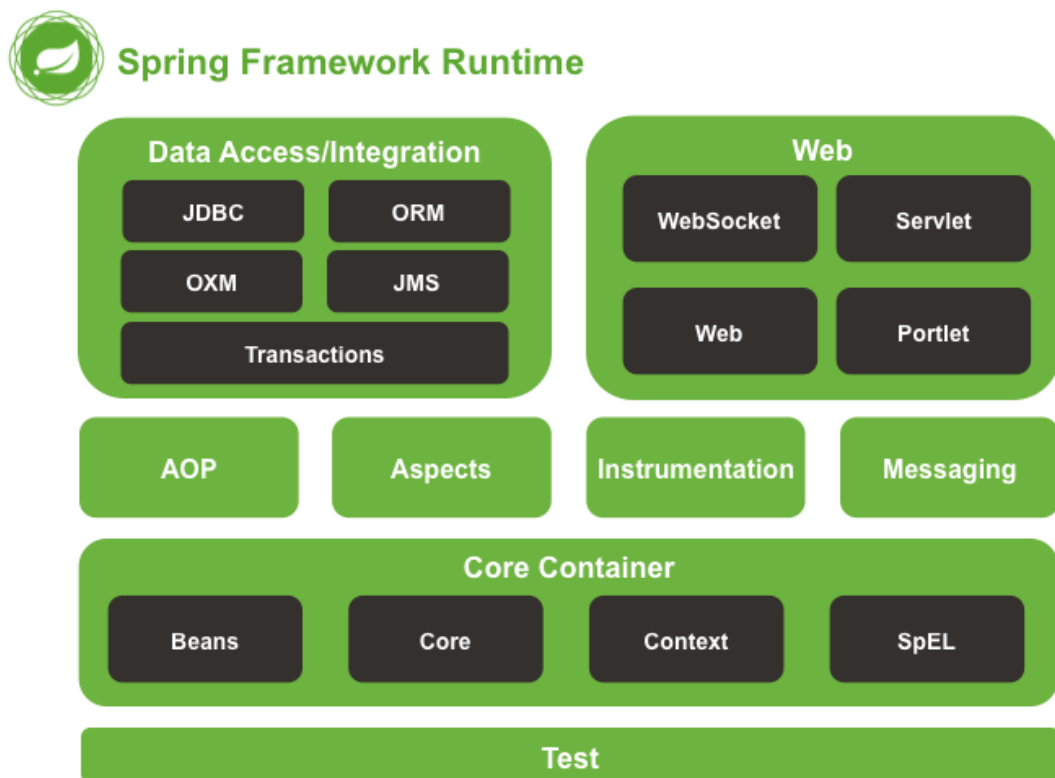 Spring Framework Runtime
Data Access/Integration
JDBC
ORM
OXM
JMS
Transactions
Web
WebSocket
Servlet
Web
Portlet
AOP
Aspects
Instrumentation
Messaging
Core Container
Beans
Core
Context
SpEL
Test